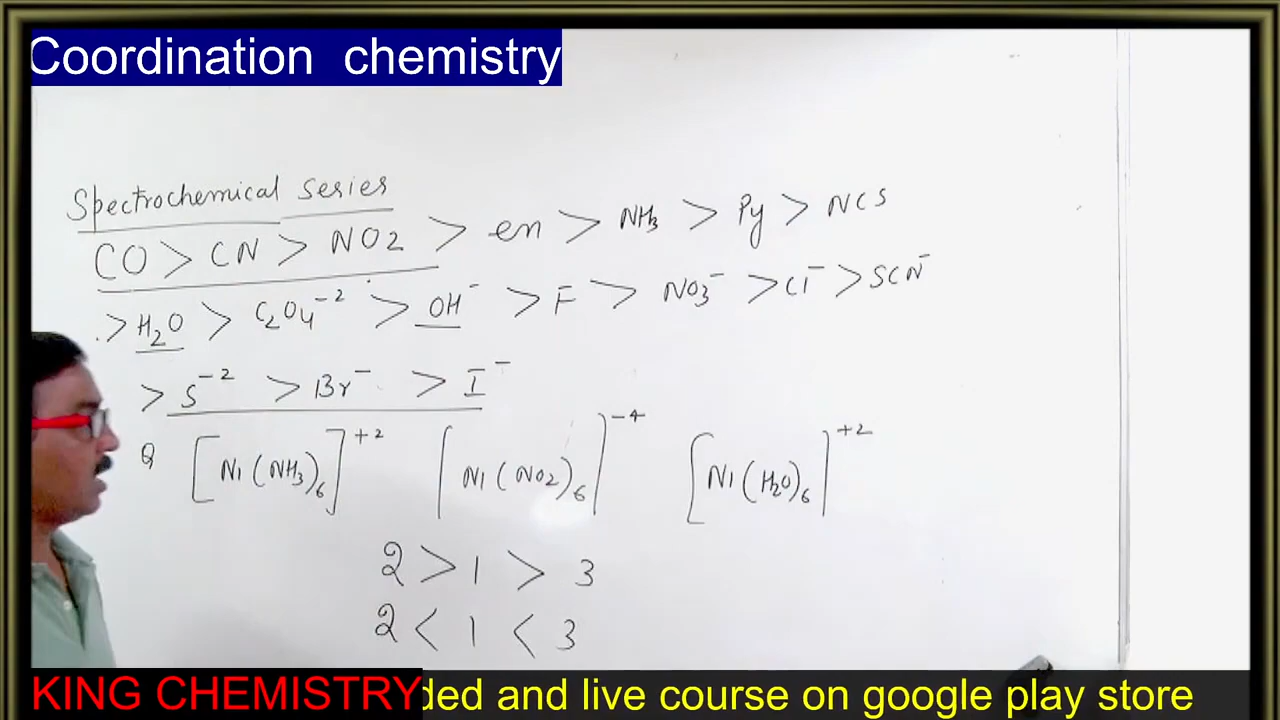 Coordination chemistry
Spectrochemical series
CO > CN > NO2 > en > NH3 > Py > NCS
> H2O > C2O4-2 > OH- > F > NO3- > Cl- > SCN-
> S-2 > Br- > I-
Q [Ni(NH3)6]+2 [Ni(NO2)6]-4 [Ni(H2O)6]+2
2 > 1 > 3
2 < 1 < 3
KING CHEMISTRY ded and live course on google play store